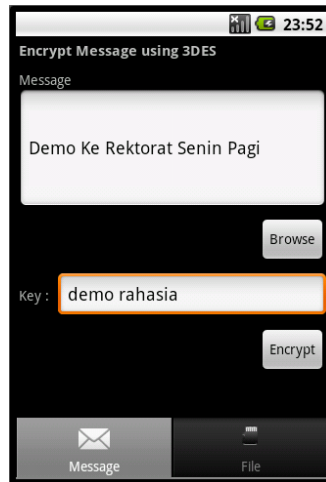 23:52
Encrypt Message using 3DES
Message
Demo Ke Rektorat Senin Pagi
Browse
Key : demo rahasia
Encrypt
Message File